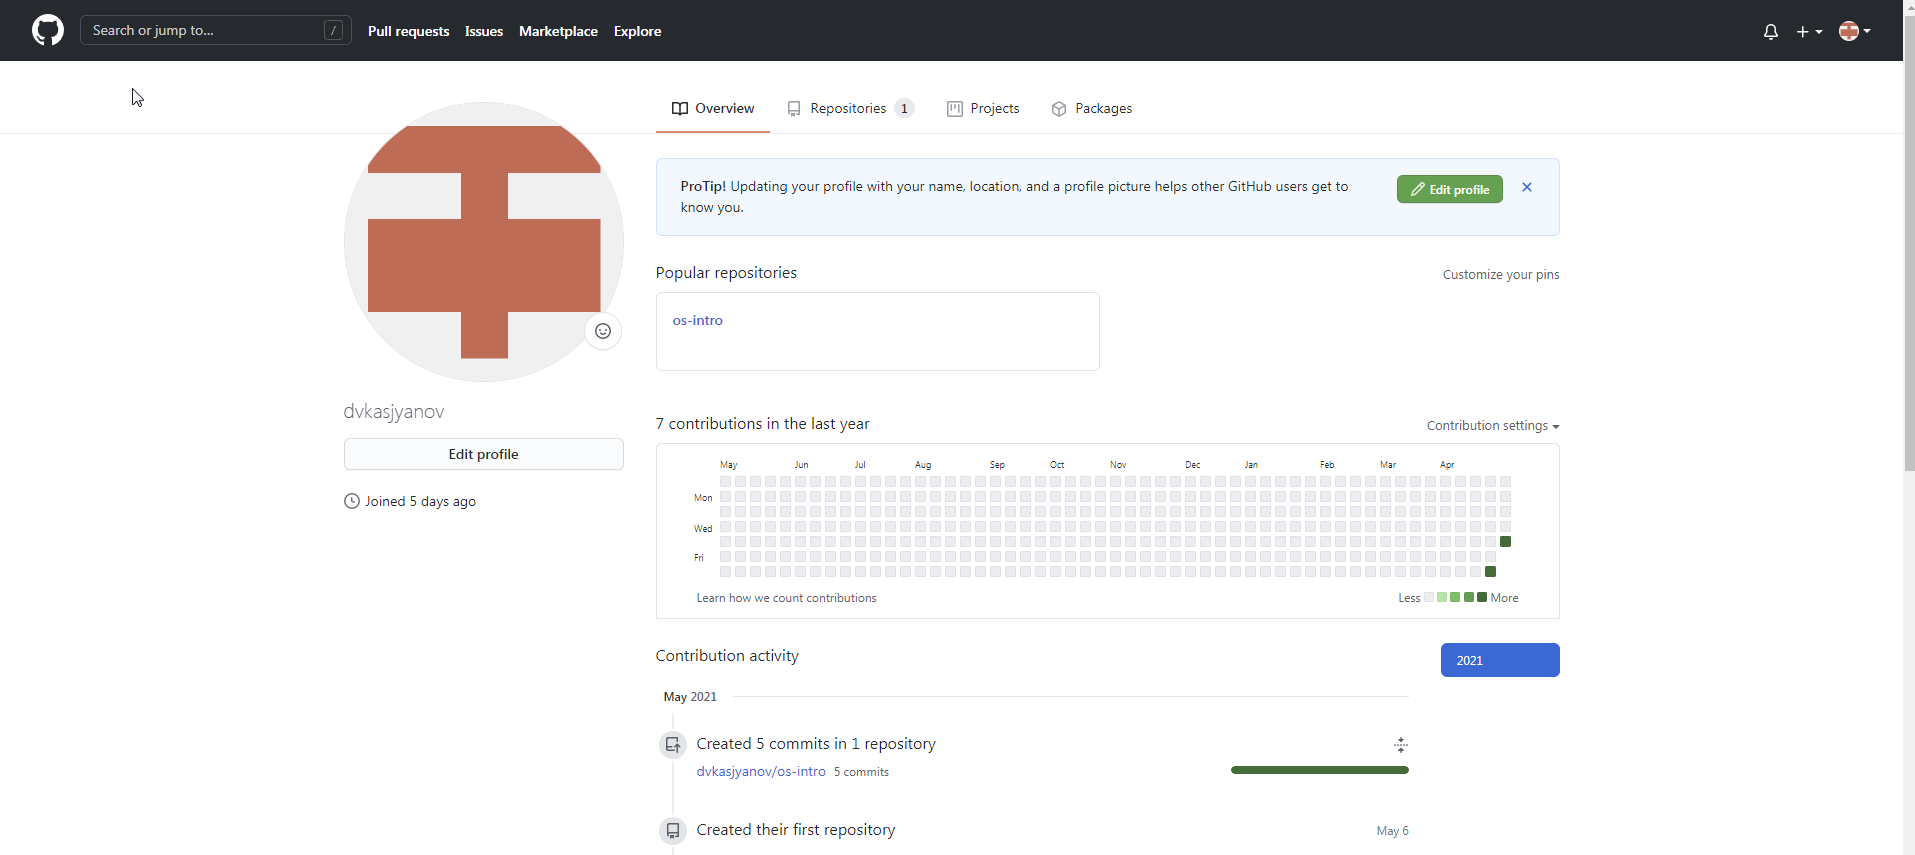 Search or jump to... /
Pull requests Issues Marketplace Explore
Overview Repositories 1 Projects Packages
ProTip! Updating your profile with your name, location, and a profile picture helps other GitHub users get to
know you.
Edit profile
Popular repositories
Customize your pins
os-intro
dvkasjyanov
Edit profile
Joined 5 days ago
7 contributions in the last year
Contribution settings
May Jun Jul Aug Sep Oct Nov Dec Jan Feb Mar Apr
Mon
Wed
Fri
Learn how we count contributions
Less More
Contribution activity
2021
May 2021
Created 5 commits in 1 repository
dvkasjyanov/os-intro 5 commits
Created their first repository
May 6